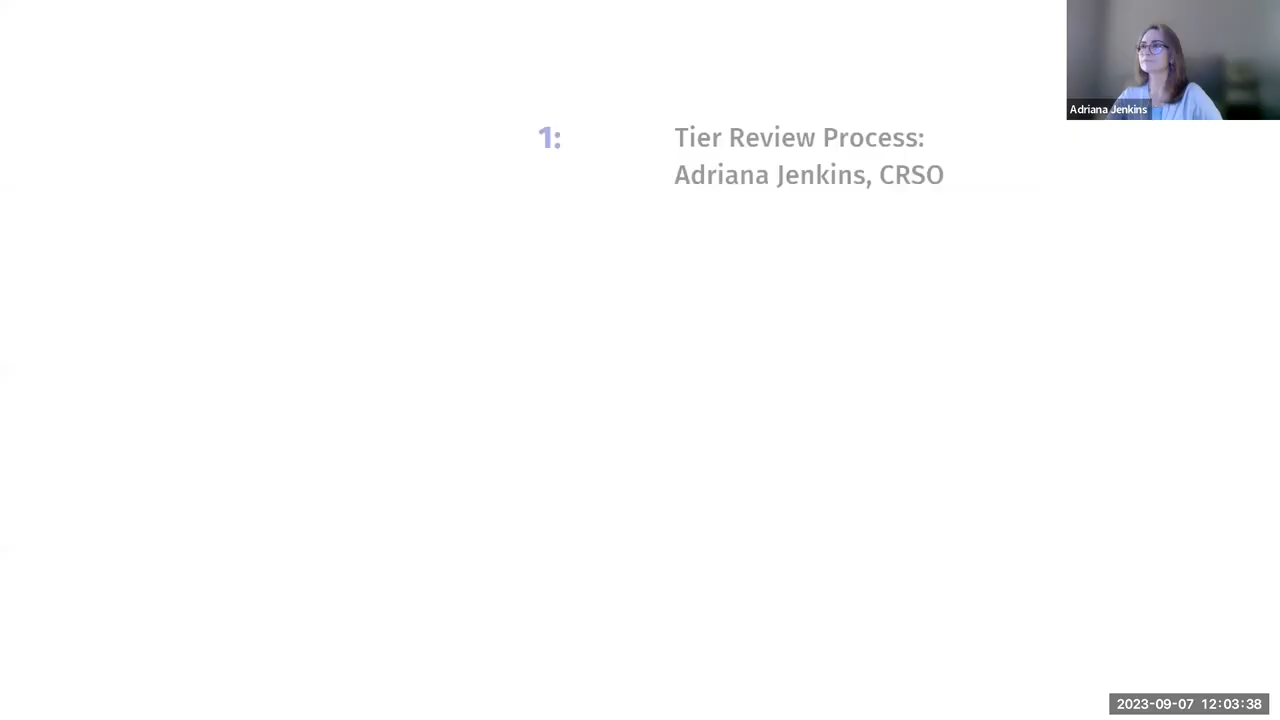 Adriana Jenkins
1:
Tier Review Process:
Adriana Jenkins, CRSO
2023-09-07 12:03:38